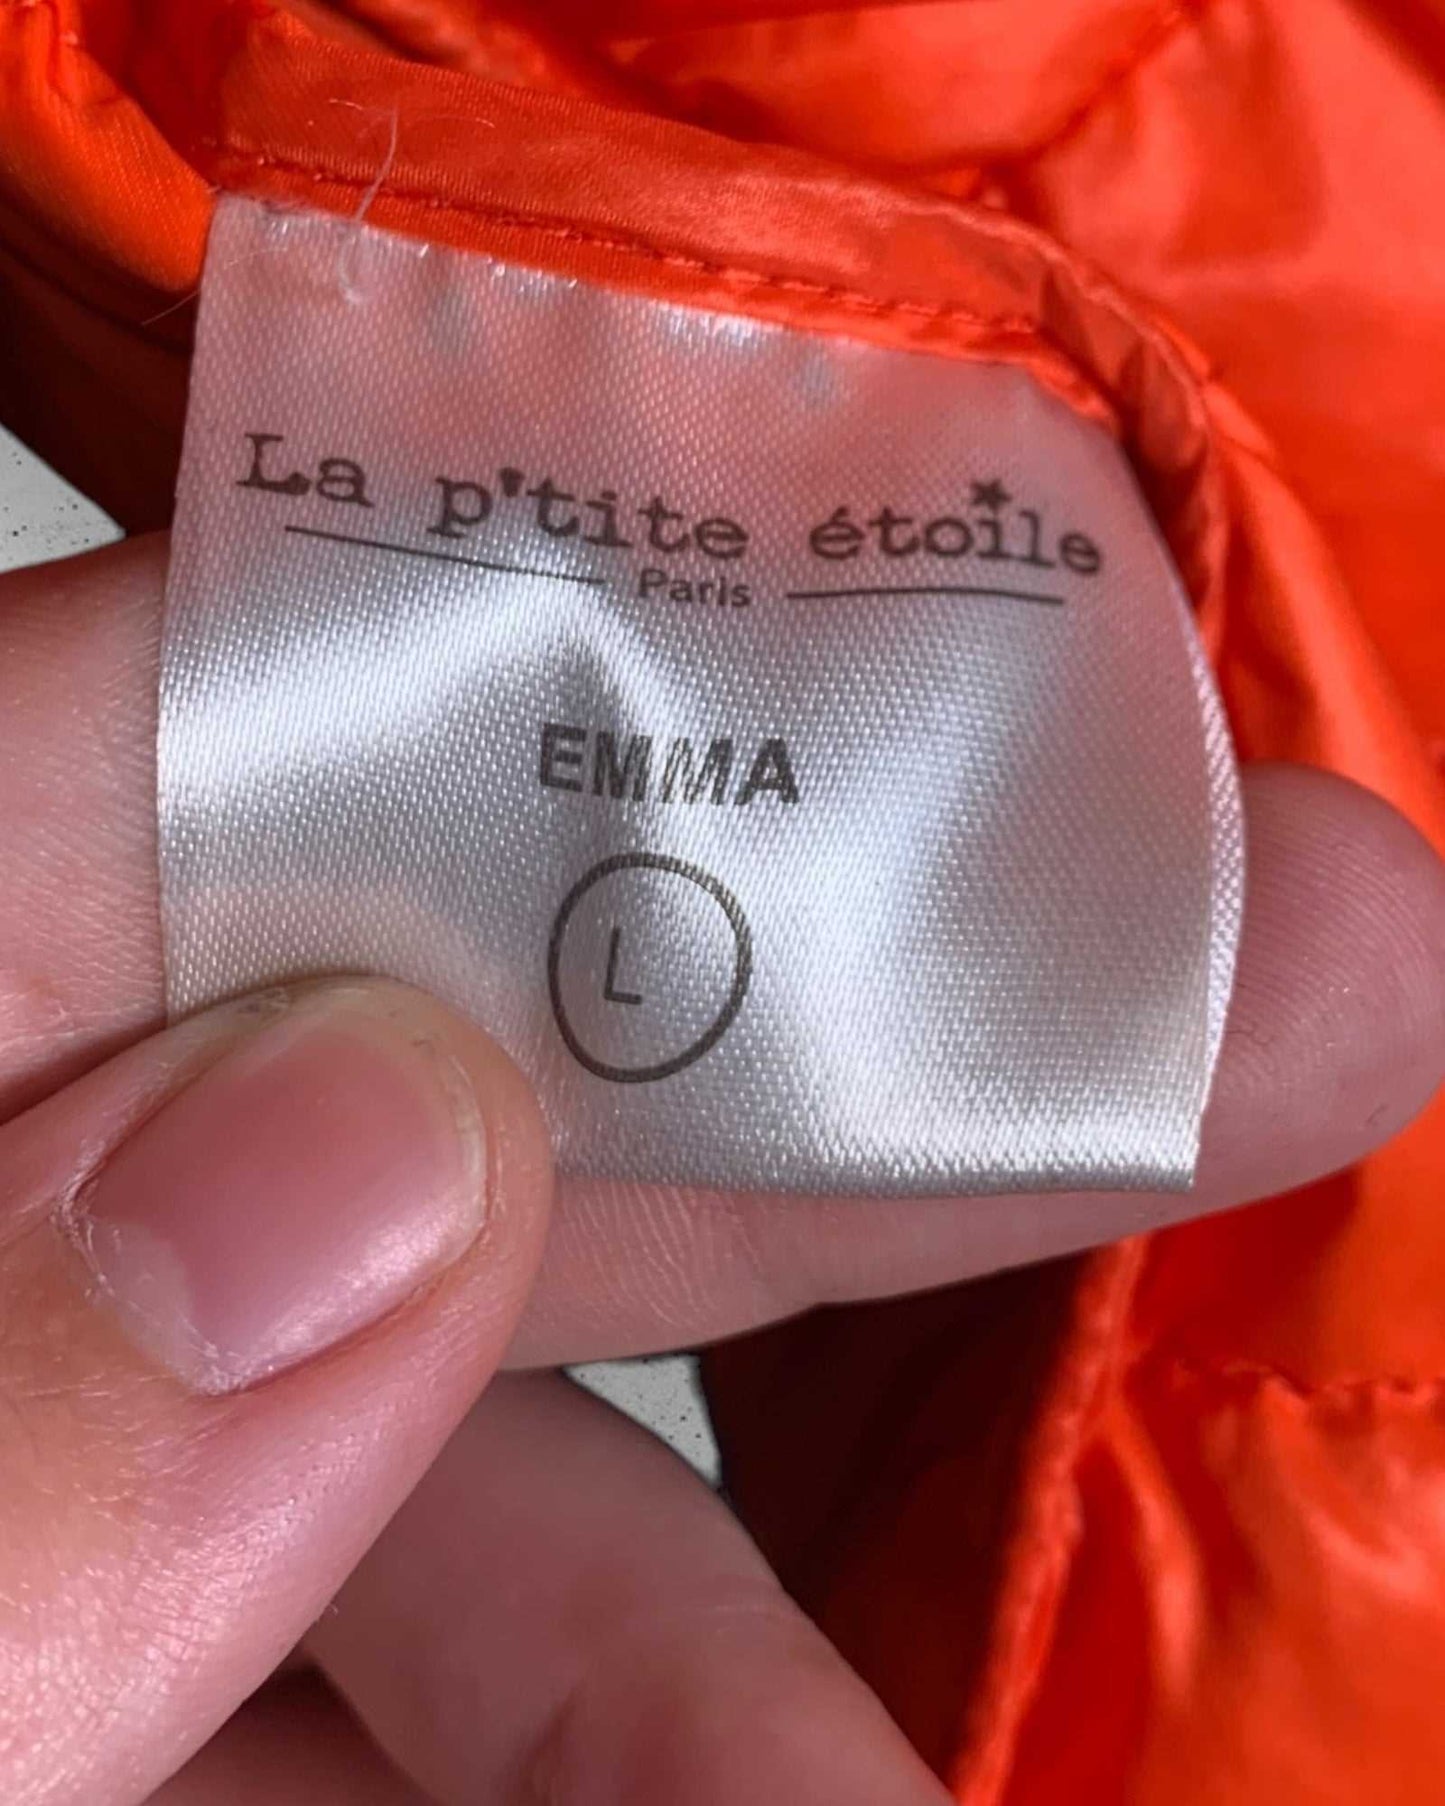 La p'tite étoile
Paris
EMMA
L